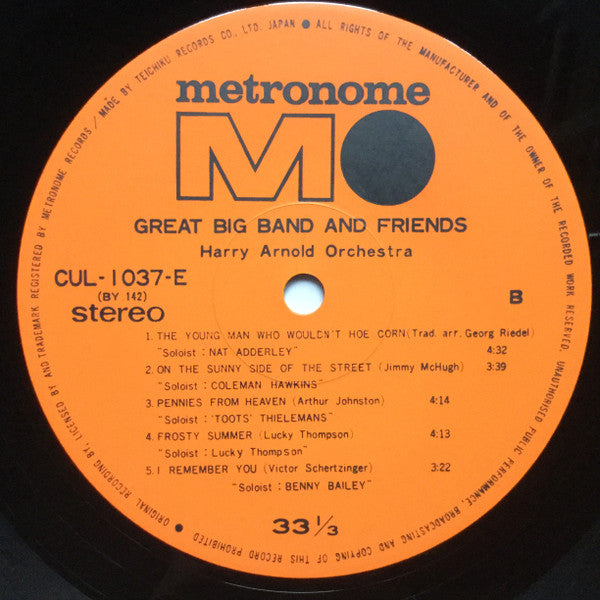 ORIGINAL RECORDING BY, LICENSED BY AND TRADEMARK REGISTERED BY METRONOME RECORDS / MADE BY TEICHIKU RECORDS CO., LTD. JAPAN ● ALL RIGHTS OF THE MANUFACTURER AND OF THE OWNER OF THE RECORDED WORK RESERVED. UNAUTHORISED PUBLIC PERFORMANCE, BROADCASTING AND COPYING OF THIS RECORD PROHIBITED ●
metronome
MO
GREAT BIG BAND AND FRIENDS
Harry Arnold Orchestra
CUL-1037-E
(BY 142)
B
stereo
1. THE YOUNG MAN WHO WOULDN'T HOE CORN (Trad. arr. Georg Riedel)
"Soloist : NAT ADDERLEY" 4:32
2. ON THE SUNNY SIDE OF THE STREET (Jimmy McHugh) 3:39
"Soloist : COLEMAN HAWKINS"
3. PENNIES FROM HEAVEN (Arthur Johnston) 4:14
"Soloist : 'TOOTS' THIELEMANS"
4. FROSTY SUMMER (Lucky Thompson) 4:13
"Soloist : Lucky Thompson"
5. I REMEMBER YOU (Victor Schertzinger) 3:22
"Soloist : BENNY BAILEY"
33 1/3